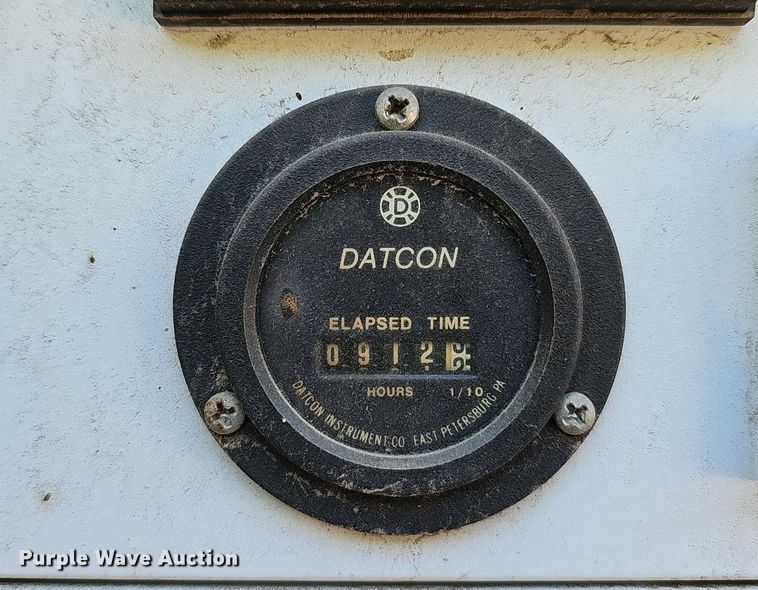 D
DATCON
ELAPSED TIME
0912
HOURS 1/10
DATCON INSTRUMENT CO EAST PETERSBURG PA
Purple Wave Auction